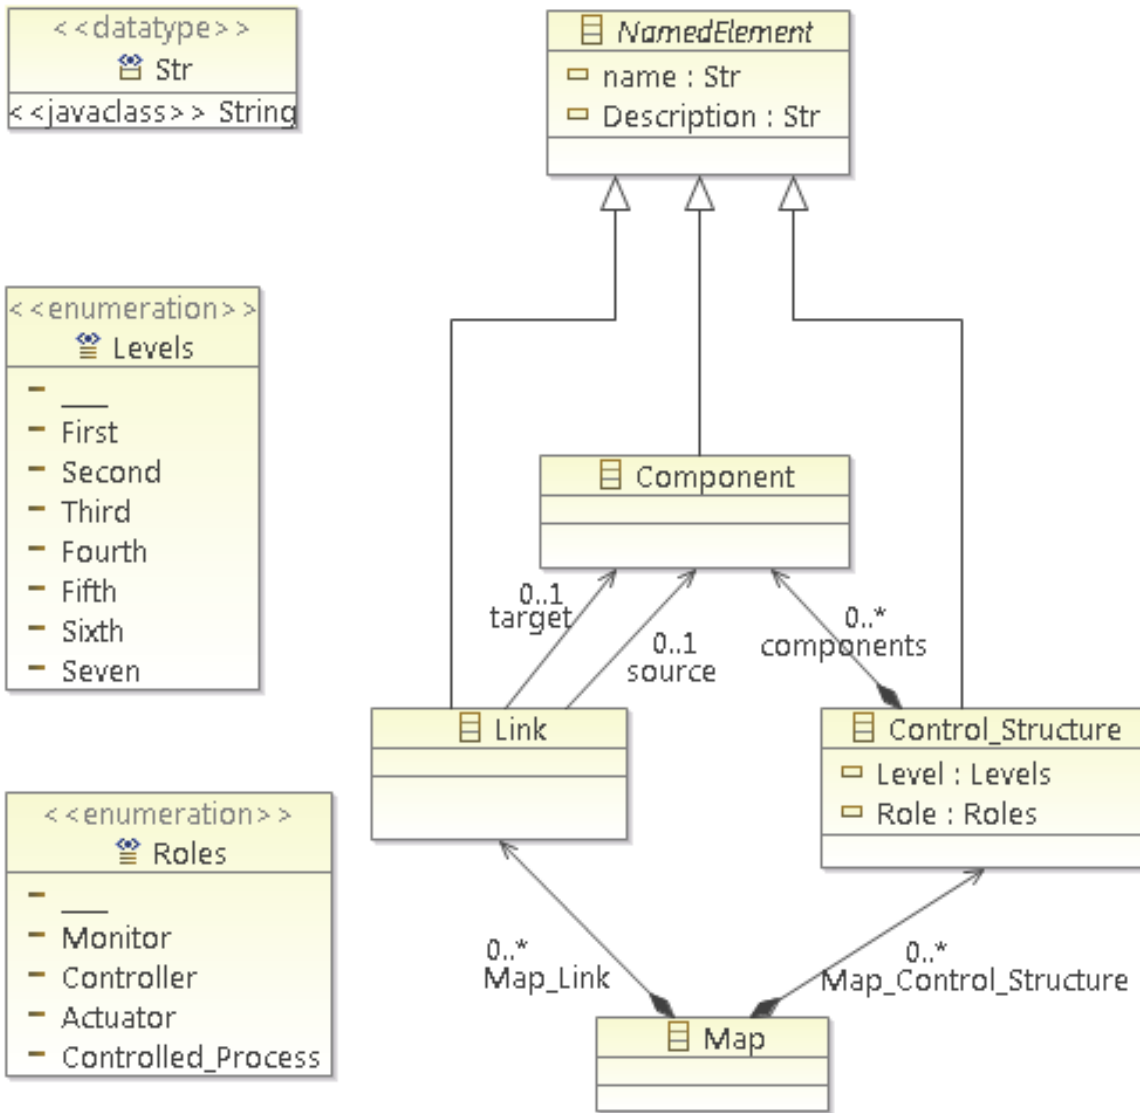 <<datatype>>
Str
<<javaclass>> String
NamedElement
name : Str
Description : Str
<<enumeration>>
Levels
___
First
Second
Third
Fourth
Fifth
Sixth
Seven
Component
0..1
target
0..1
source
0..*
components
Link
Control_Structure
Level : Levels
Role : Roles
<<enumeration>>
Roles
___
Monitor
Controller
Actuator
Controlled_Process
0..*
Map_Link
0..*
Map_Control_Structure
Map